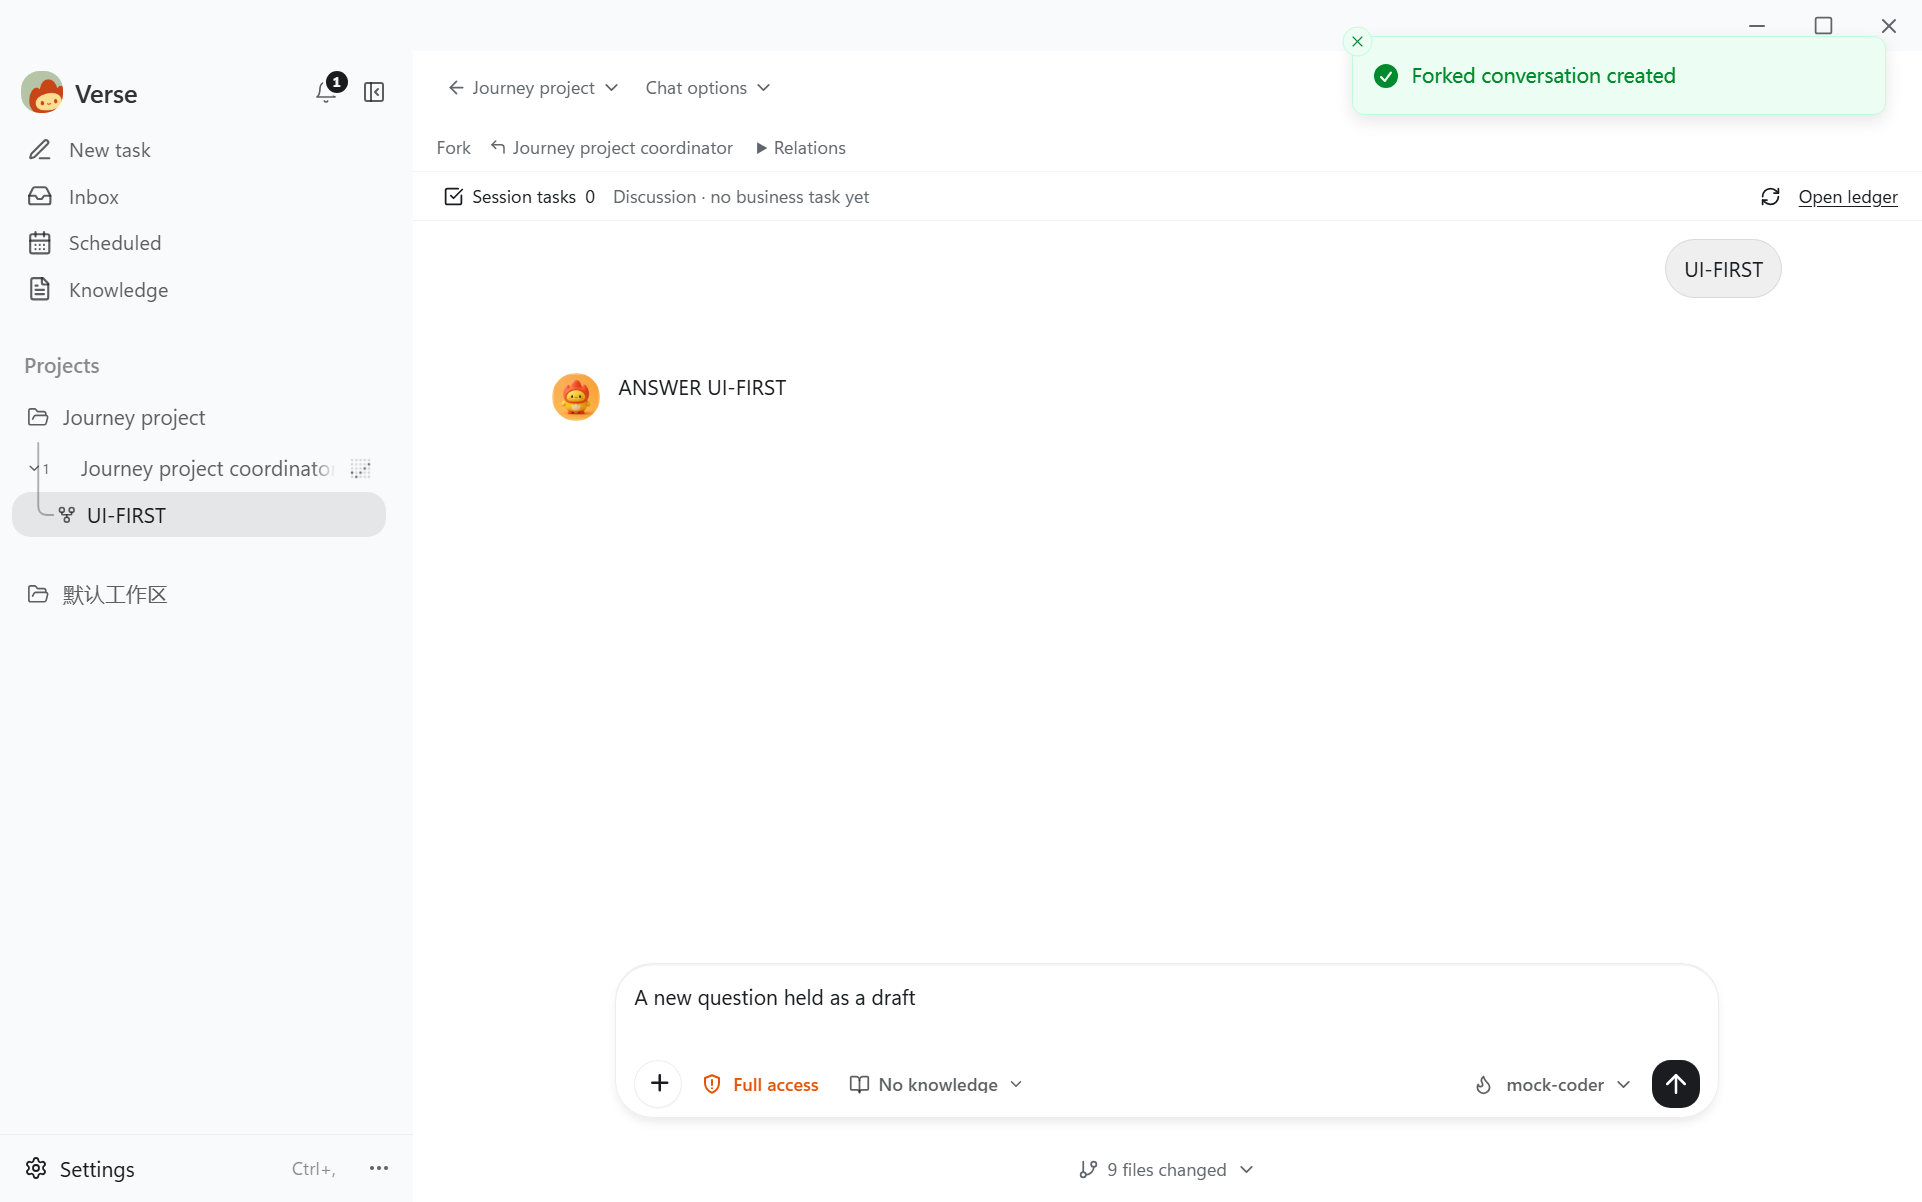 Verse
1
New task
Inbox
Scheduled
Knowledge
Projects
Journey project
1 Journey project coordinator
UI-FIRST
默认工作区
Settings Ctrl+,
Journey project Chat options
Forked conversation created
Fork Journey project coordinator Relations
Session tasks 0 Discussion · no business task yet Open ledger
UI-FIRST
ANSWER UI-FIRST
A new question held as a draft
Full access No knowledge mock-coder
9 files changed